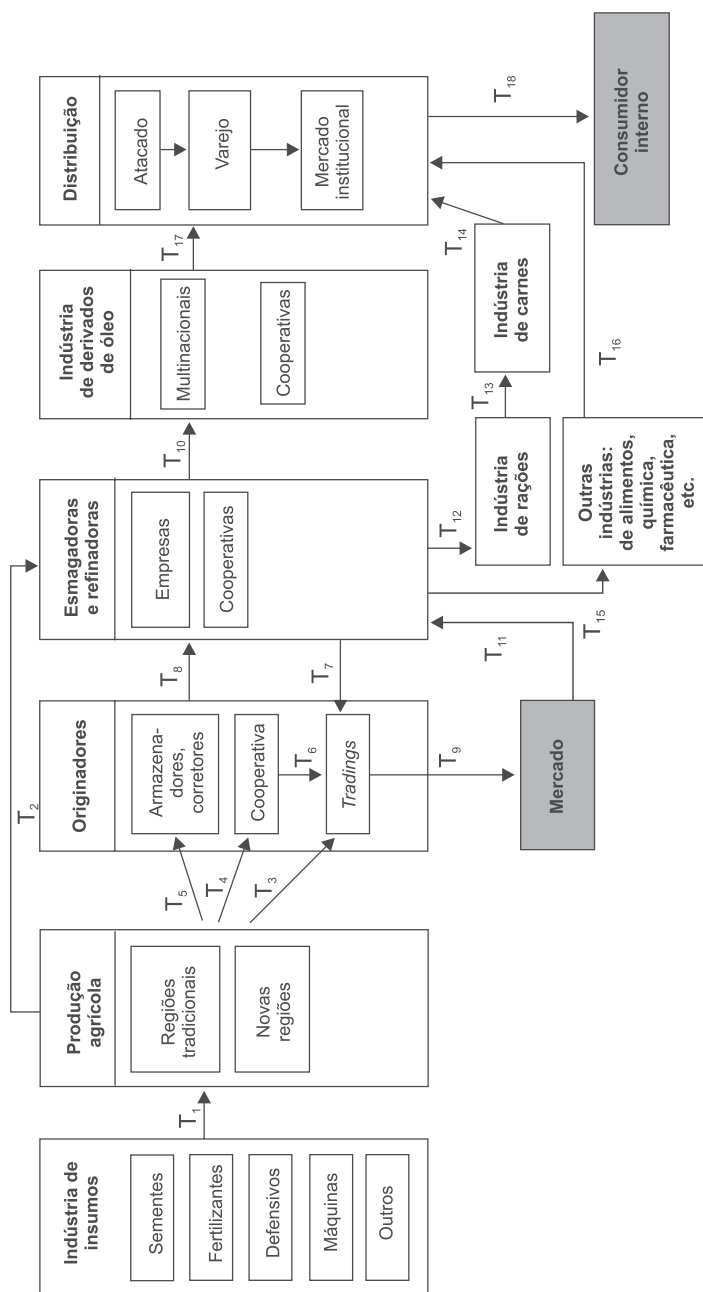 Indústria de
insumos
Sementes
Fertilizantes
Defensivos
Máquinas
Outros
T1
Produção
agrícola
Regiões
tradicionais
Novas
regiões
T2
T5
T4
T3
Originadores
Armazena-
dores,
corretores
Cooperativa
T6
Tradings
T8
T7
T9
Mercado
T11
Esmagadoras
e refinadoras
Empresas
Cooperativas
T10
T12
T15
Indústria
de derivados
de óleo
Multinacionais
Cooperativas
Indústria
de rações
T13
Indústria
de carnes
T14
Outras
indústrias:
de alimentos,
química,
farmacêutica,
etc.
T16
T17
Distribuição
Atacado
Varejo
Mercado
institucional
T18
Consumidor
interno